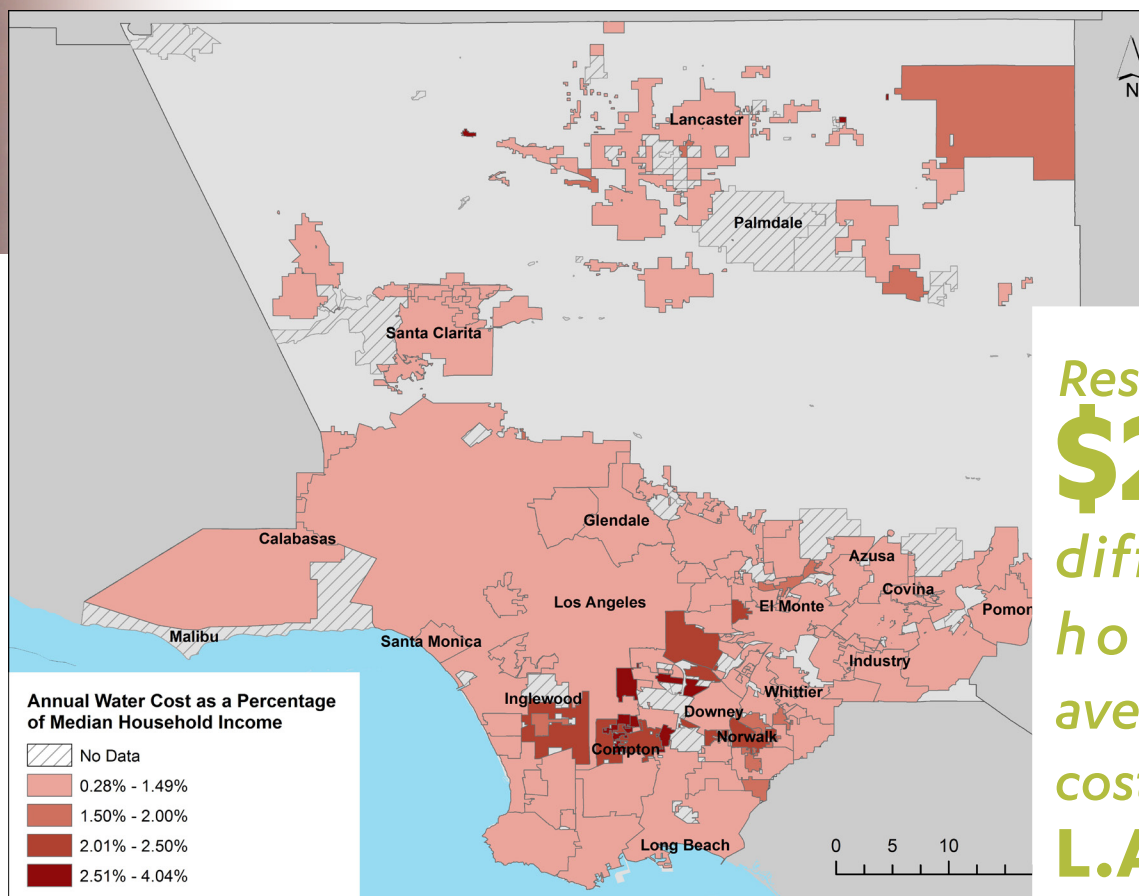 N
Lancaster
Palmdale
Santa Clarita
Glendale
Calabasas
Azusa
Covina
Los Angeles
El Monte
Malibu
Santa Monica
Industry
Inglewood
Whittier
Downey
Compton
Norwalk
Long Beach
Annual Water Cost as a Percentage
of Median Household Income
No Data
0.28% - 1.49%
1.50% - 2.00%
2.01% - 2.50%
2.51% - 4.04%
0 5 10
Res
$2
diff
ho
ave
cost
L.A